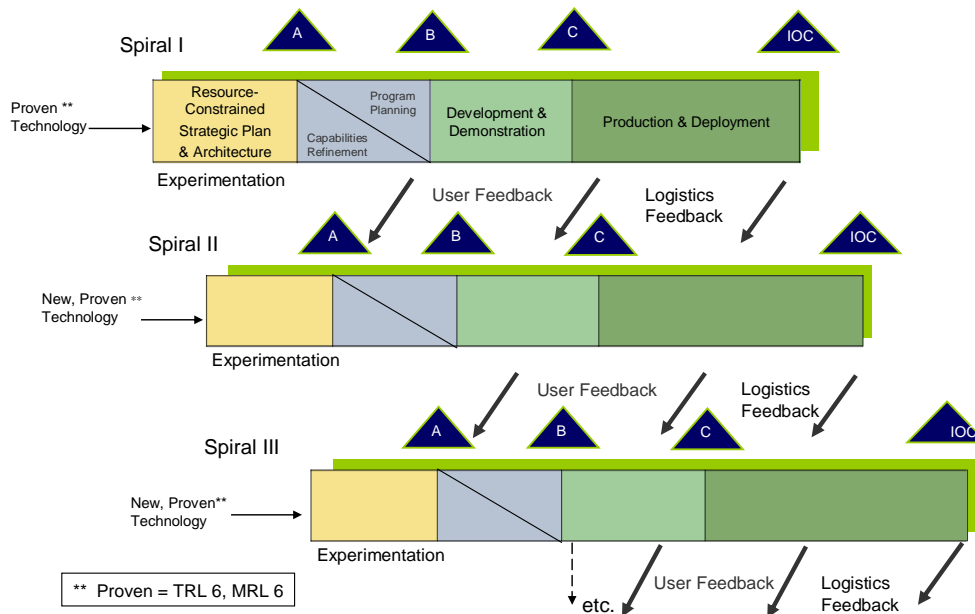 A
B
C
IOC
Spiral I
Proven **
Technology
Resource-
Constrained
Strategic Plan
& Architecture
Program
Planning
Capabilities
Refinement
Development &
Demonstration
Production & Deployment
Experimentation
User Feedback
Logistics
Feedback
A
B
C
IOC
Spiral II
New, Proven **
Technology
Experimentation
User Feedback
Logistics
Feedback
A
B
C
IOC
Spiral III
New, Proven**
Technology
Experimentation
User Feedback
Logistics
Feedback
** Proven = TRL 6, MRL 6
etc.